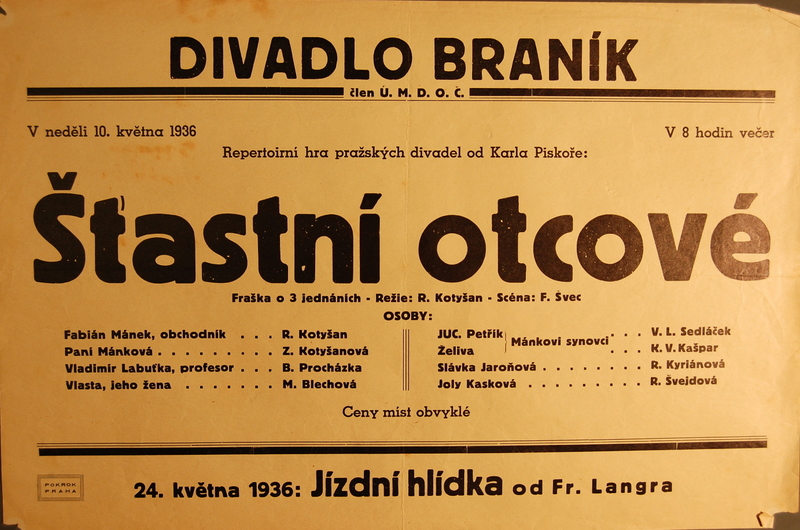 DIVADLO BRANÍK
člen Ú. M. D. O. Č.
V neděli 10. května 1936
V 8 hodin večer
Repertoirní hra pražských divadel od Karla Piskoře:
Šťastní otcové
Fraška o 3 jednáních - Režie: R. Kotyšan - Scéna: F. Švec
OSOBY:
Fabián Mánek, obchodník . . . R. Kotyšan
Paní Mánková . . . . . . . . . Z. Kotyšanová
Vladimír Labuťka, profesor . . . B. Procházka
Vlasta, jeho žena . . . . . . . M. Blechová
JUC. Petřík . . . V. L. Sedláček
Mánkovi synovci
Želiva . . . K. V. Kašpar
Slávka Jaroňová . . . . . . . R. Kyriánová
Joly Kasková . . . . . . . . . R. Švejdová
Ceny míst obvyklé
POKROK
PRAHA
24. května 1936: Jízdní hlídka od Fr. Langra